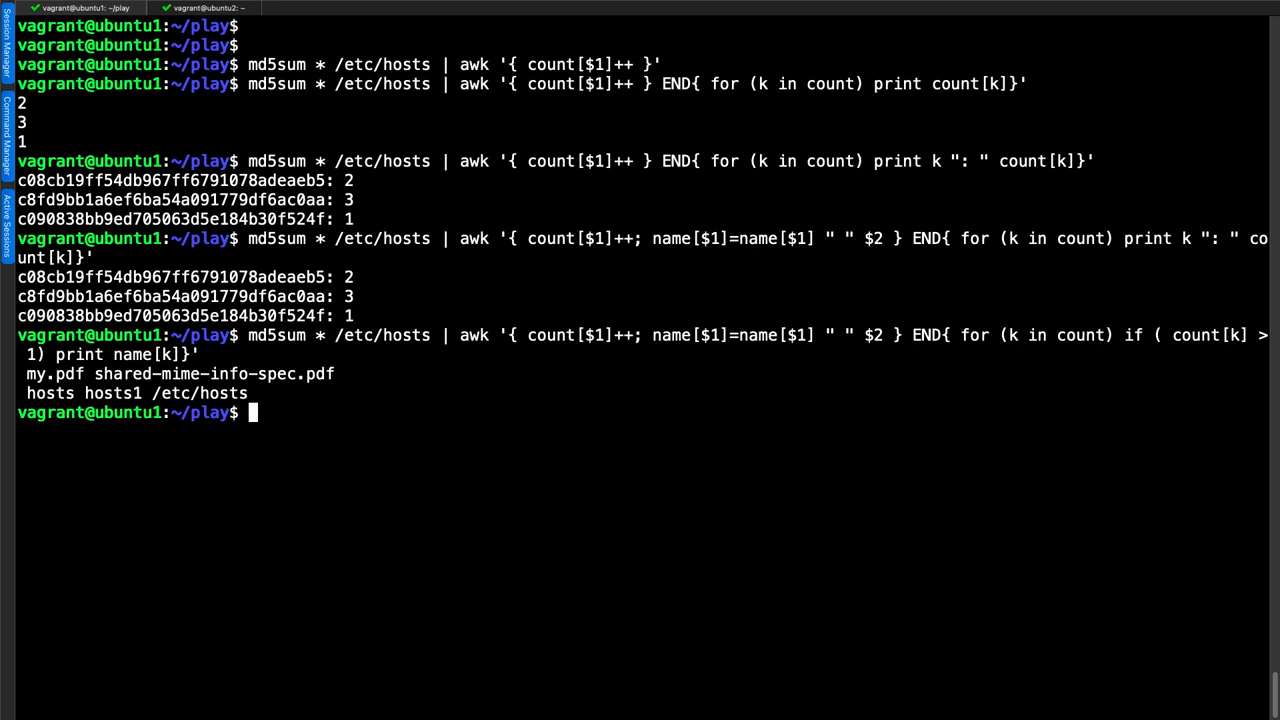 vagrant@ubuntu1: ~/play
vagrant@ubuntu2: ~
Session Manager
Command Manager
Active Sessions
vagrant@ubuntu1:~/play$
vagrant@ubuntu1:~/play$
vagrant@ubuntu1:~/play$ md5sum * /etc/hosts | awk '{ count[$1]++ }'
vagrant@ubuntu1:~/play$ md5sum * /etc/hosts | awk '{ count[$1]++ } END{ for (k in count) print count[k]}'
2
3
1
vagrant@ubuntu1:~/play$ md5sum * /etc/hosts | awk '{ count[$1]++ } END{ for (k in count) print k ": " count[k]}'
c08cb19ff54db967ff6791078adeaeb5: 2
c8fd9bb1a6ef6ba54a091779df6ac0aa: 3
c090838bb9ed705063d5e184b30f524f: 1
vagrant@ubuntu1:~/play$ md5sum * /etc/hosts | awk '{ count[$1]++; name[$1]=name[$1] " " $2 } END{ for (k in count) print k ": " co
unt[k]}'
c08cb19ff54db967ff6791078adeaeb5: 2
c8fd9bb1a6ef6ba54a091779df6ac0aa: 3
c090838bb9ed705063d5e184b30f524f: 1
vagrant@ubuntu1:~/play$ md5sum * /etc/hosts | awk '{ count[$1]++; name[$1]=name[$1] " " $2 } END{ for (k in count) if ( count[k] >
 1) print name[k]}'
 my.pdf shared-mime-info-spec.pdf
 hosts hosts1 /etc/hosts
vagrant@ubuntu1:~/play$